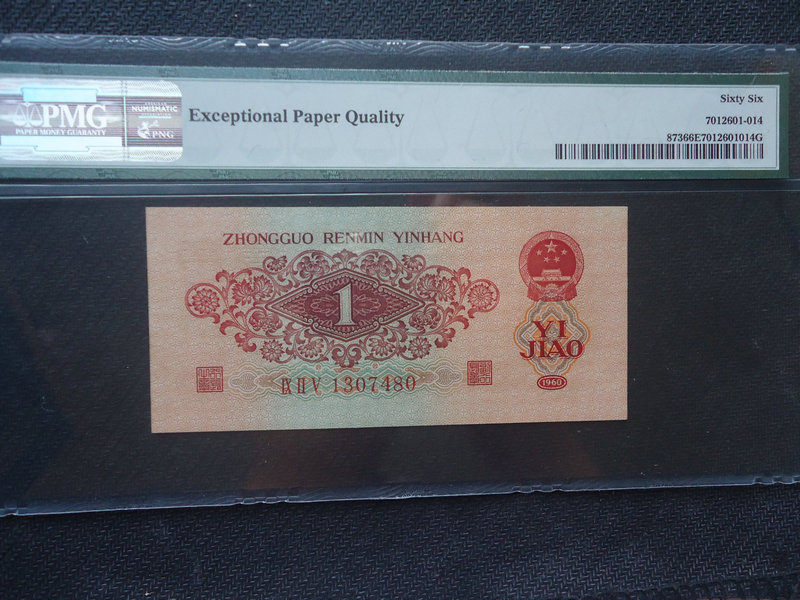 PMG
PAPER MONEY GUARANTY
NUMISMATIC
PNG
Exceptional Paper Quality
Sixty Six
7012601-014
87366E7012601014G
ZHONGGUO RENMIN YINHANG
1
YI
JIAO
ⅨⅡⅤ 1307480
1960